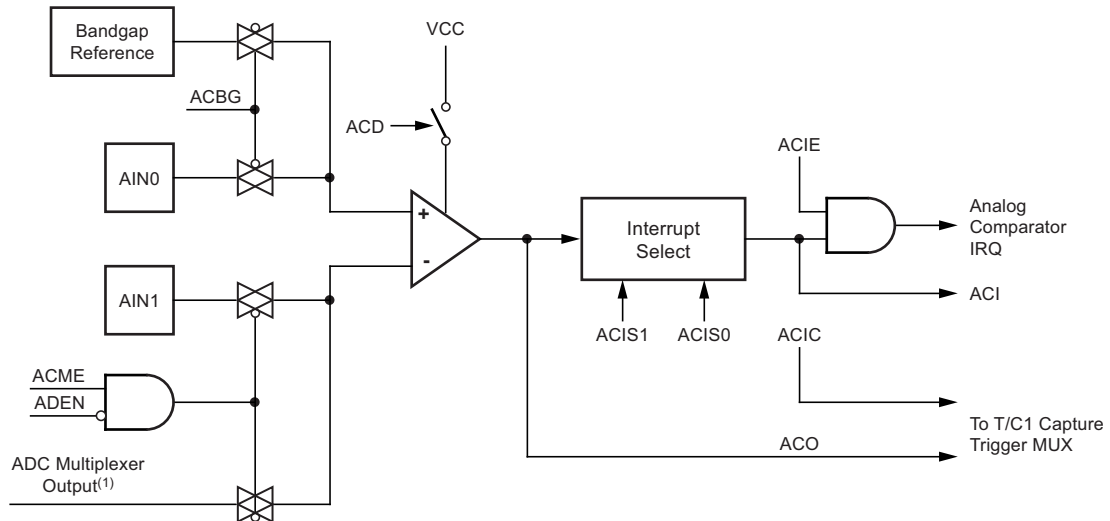 Bandgap
Reference
VCC
ACBG
ACD
ACIE
AIN0
+
Interrupt
Select
Analog
Comparator
IRQ
-
AIN1
ACI
ACIS1 ACIS0
ACIC
ACME
ADEN
To T/C1 Capture
Trigger MUX
ACO
ADC Multiplexer
Output(1)